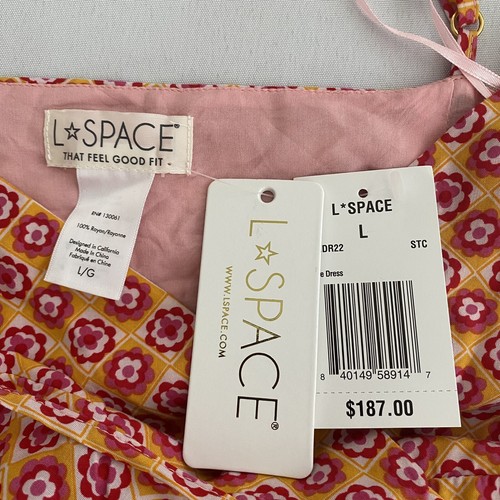 L☆SPACE®
THAT FEEL GOOD FIT -
RN# 130061
100% Rayon/Rayonne
Designed in California
Made in China
Fabriqué en Chine
L/G
L☆SPACE®
WWW.LSPACE.COM
L*SPACE
L
DR22 STC
Dress
8 40149 58914 7
$187.00